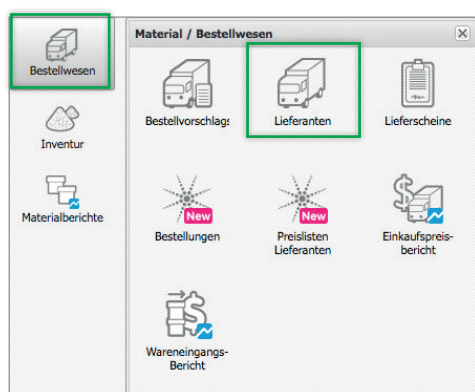 Bestellwesen
Inventur
Materialberichte
Material / Bestellwesen
Bestellvorschlags
Lieferanten
Lieferscheine
New
New
Bestellungen
Preislisten
Lieferanten
Einkaufspreis-
bericht
Wareneingangs-
Bericht